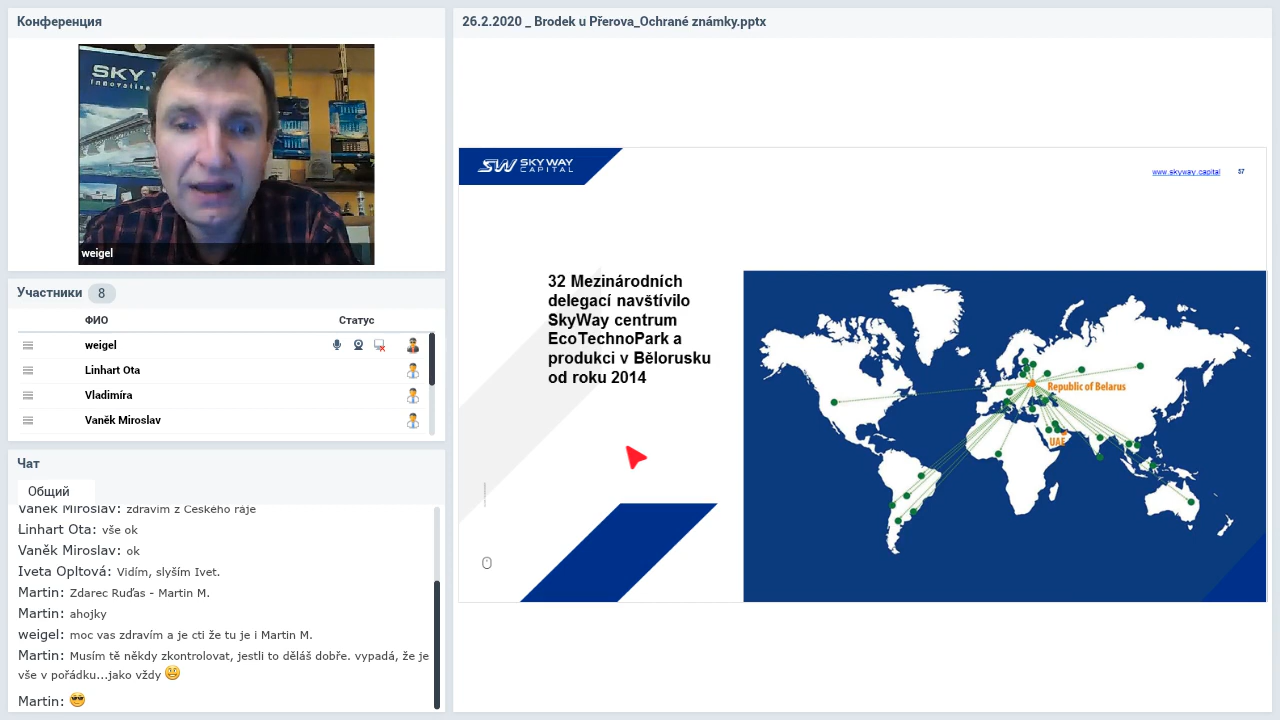 Конференция
SKY W
weigel
Участники 8
ФИО Статус
weigel
Linhart Ota
Vladimíra
Vaněk Miroslav
Чат
Общий
Vaněk Miroslav: zdravím z Českého ráje
Linhart Ota: vše ok
Vaněk Miroslav: ok
Iveta Opltová: Vidím, slyším Ivet.
Martin: Zdarec Ruďas - Martin M.
Martin: ahojky
weigel: moc vas zdravím a je cti že tu je i Martin M.
Martin: Musím tě někdy zkontrolovat, jestli to děláš dobře. vypadá, že je
vše v pořádku...jako vždy
Martin:
26.2.2020 _ Brodek u Přerova_Ochrané známky.pptx
SW SKY WAY
CAPITAL
www.skyway.capital 57
32 Mezinárodních
delegací navštívilo
SkyWay centrum
EcoTechnoPark a
produkci v Bělorusku
od roku 2014
Republic of Belarus
UAE